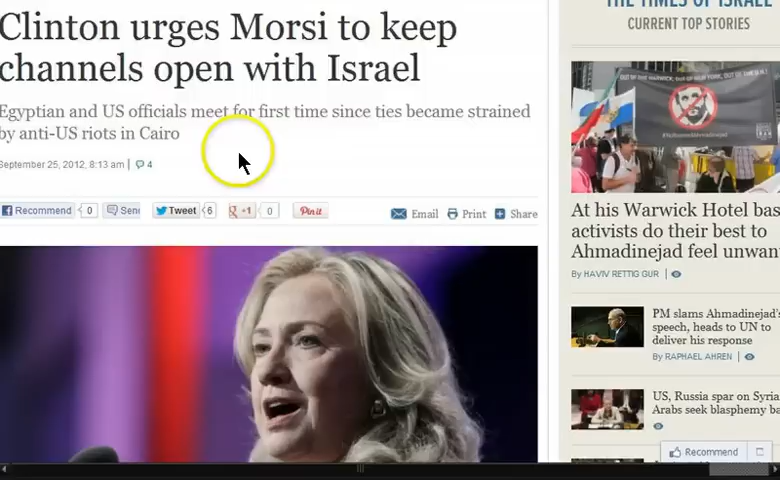 Clinton urges Morsi to keep
channels open with Israel
Egyptian and US officials meet for first time since ties became strained
by anti-US riots in Cairo
September 25, 2012, 8:13 am
4
Recommend 0
Send
Tweet 6
+1 0
Pin it
Email
Print
Share
THE TIMES OF ISRAEL
CURRENT TOP STORIES
At his Warwick Hotel
activists do their best to
Ahmadinejad feel
By HAVIV RETTIG GUR
PM slams Ahmadinejad's
speech, heads to UN to
deliver his response
By RAPHAEL AHREN
US, Russia spar on
Arabs seek blasphemy
Recommend